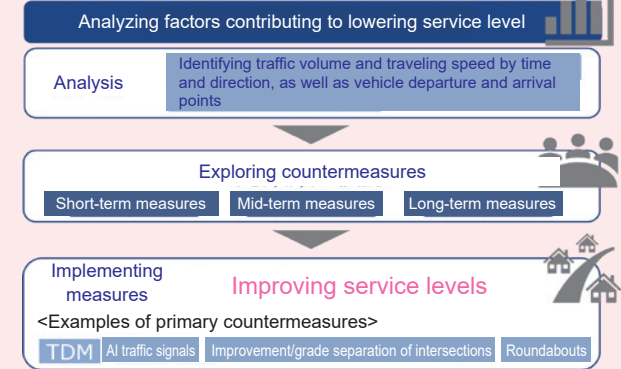 Analyzing factors contributing to lowering service level
Analysis
Identifying traffic volume and traveling speed by time
and direction, as well as vehicle departure and arrival
points
Exploring countermeasures
Short-term measures
Mid-term measures
Long-term measures
Implementing
measures
Improving service levels
<Examples of primary countermeasures>
TDM
AI traffic signals
Improvement/grade separation of intersections
Roundabouts